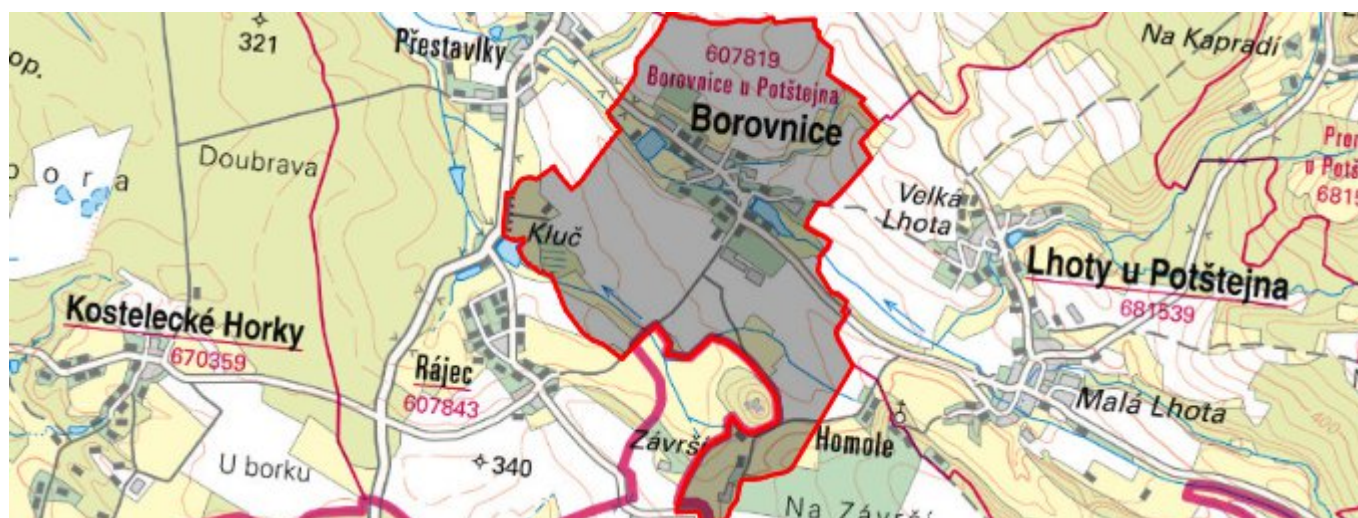 321
Přestavlky
607819
Borovnice u Potštejna
Borovnice
Na Kapradí
op.
Doubrava
o o r a
Velká
Lhota
Kluč
Lhoty u Potštejna
681539
Kostelecké Horky
670359
Rájec
607843
Malá Lhota
400
Závrší
Homole
U borku
340
Na Závrší